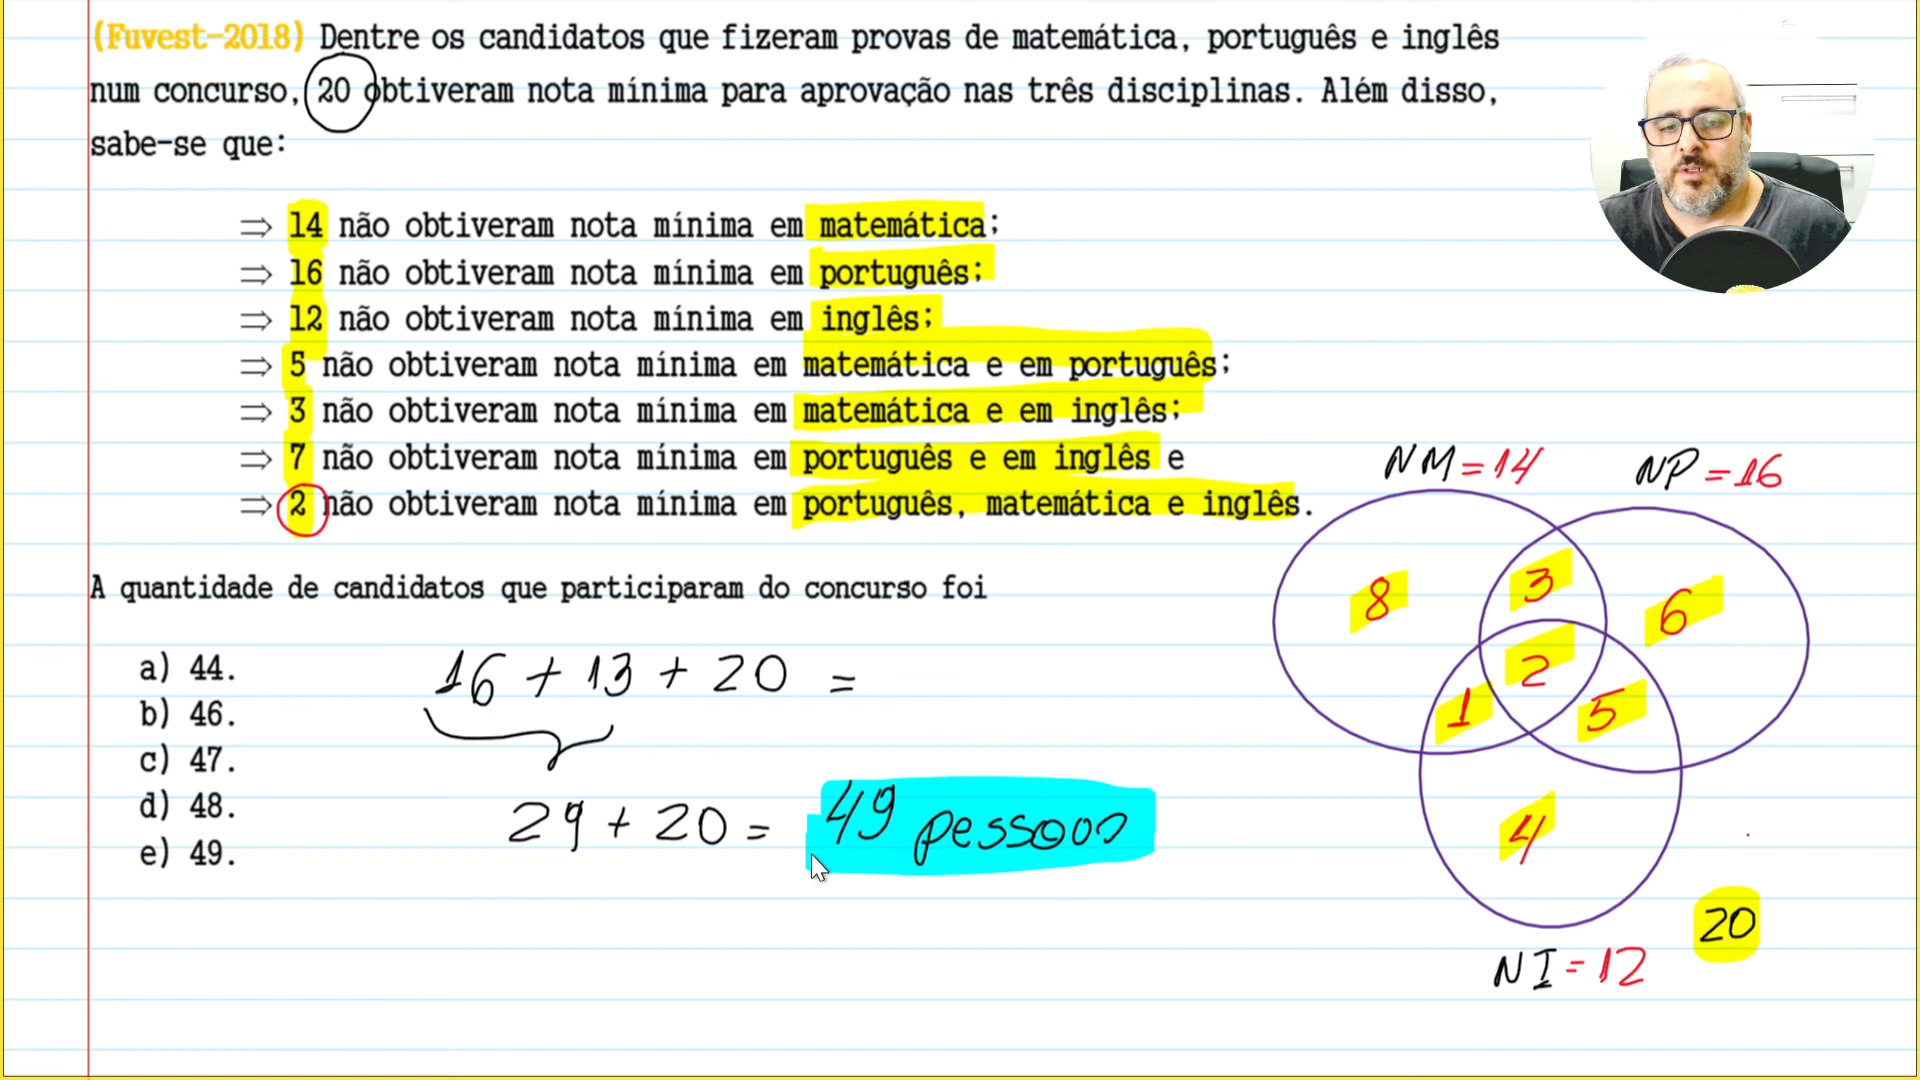 (Fuvest-2018) Dentre os candidatos que fizeram provas de matemática, português e inglês
num concurso, 20 obtiveram nota mínima para aprovação nas três disciplinas. Além disso,
sabe-se que:
⇒ 14 não obtiveram nota mínima em matemática;
⇒ 16 não obtiveram nota mínima em português;
⇒ 12 não obtiveram nota mínima em inglês;
⇒ 5 não obtiveram nota mínima em matemática e em português;
⇒ 3 não obtiveram nota mínima em matemática e em inglês;
⇒ 7 não obtiveram nota mínima em português e em inglês e
⇒ 2 não obtiveram nota mínima em português, matemática e inglês.
A quantidade de candidatos que participaram do concurso foi
a) 44.
b) 46.
c) 47.
d) 48.
e) 49.
16 + 13 + 20 =
29 + 20 = 49 pessoas
NM = 14
NP = 16
8
3
6
2
1
5
4
20
NI = 12